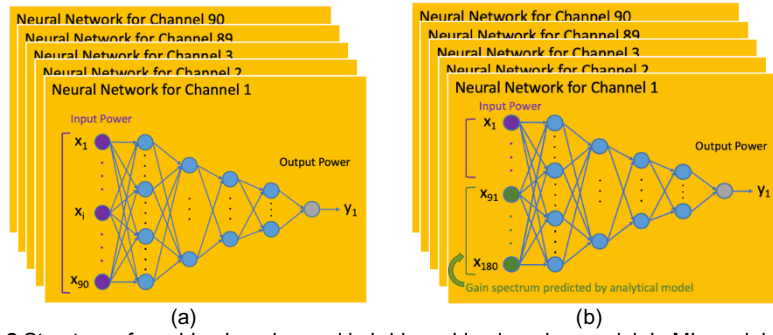 Neural Network for Channel 90
Neural Network for Channel 89
Neural Network for Channel 3
Neural Network for Channel 2
Neural Network for Channel 1
Input Power
x1
xi
x90
Output Power
y1
(a)
Neural Network for Channel 90
Neural Network for Channel 89
Neural Network for Channel 3
Neural Network for Channel 2
Neural Network for Channel 1
Input Power
x1
x91
x180
Output Power
y1
Gain spectrum predicted by analytical model
(b)